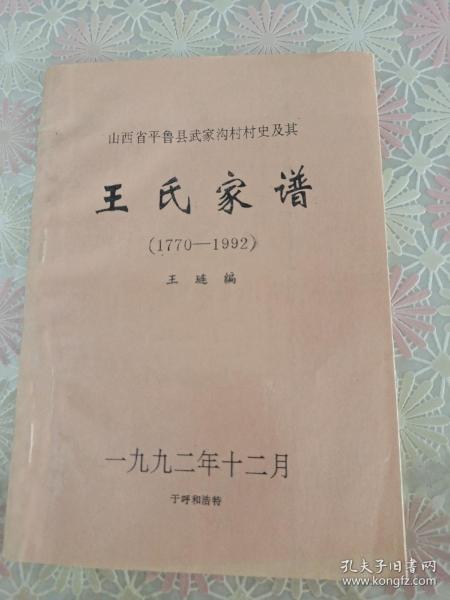 山西省平鲁县武家沟村村史及其
王氏家谱
(1770—1992)
王琏编
一九九二年十二月
于呼和浩特
孔夫子旧书网
www.kongfz.com